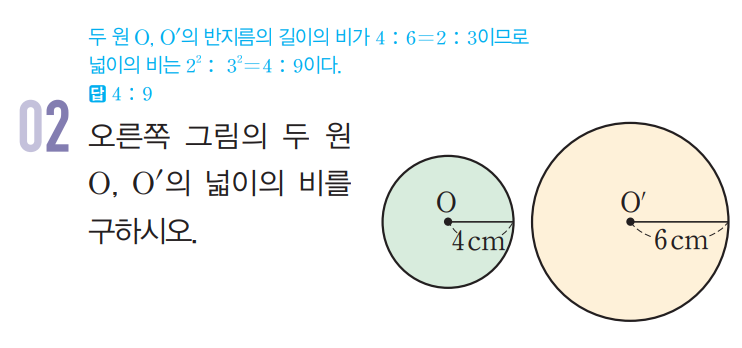 두 원 O, O′의 반지름의 길이의 비가 4 : 6=2 : 3이므로
넓이의 비는 2² : 3²=4 : 9이다.
답 4 : 9
02
오른쪽 그림의 두 원
O, O′의 넓이의 비를
구하시오.
O
4 cm
O′
6 cm